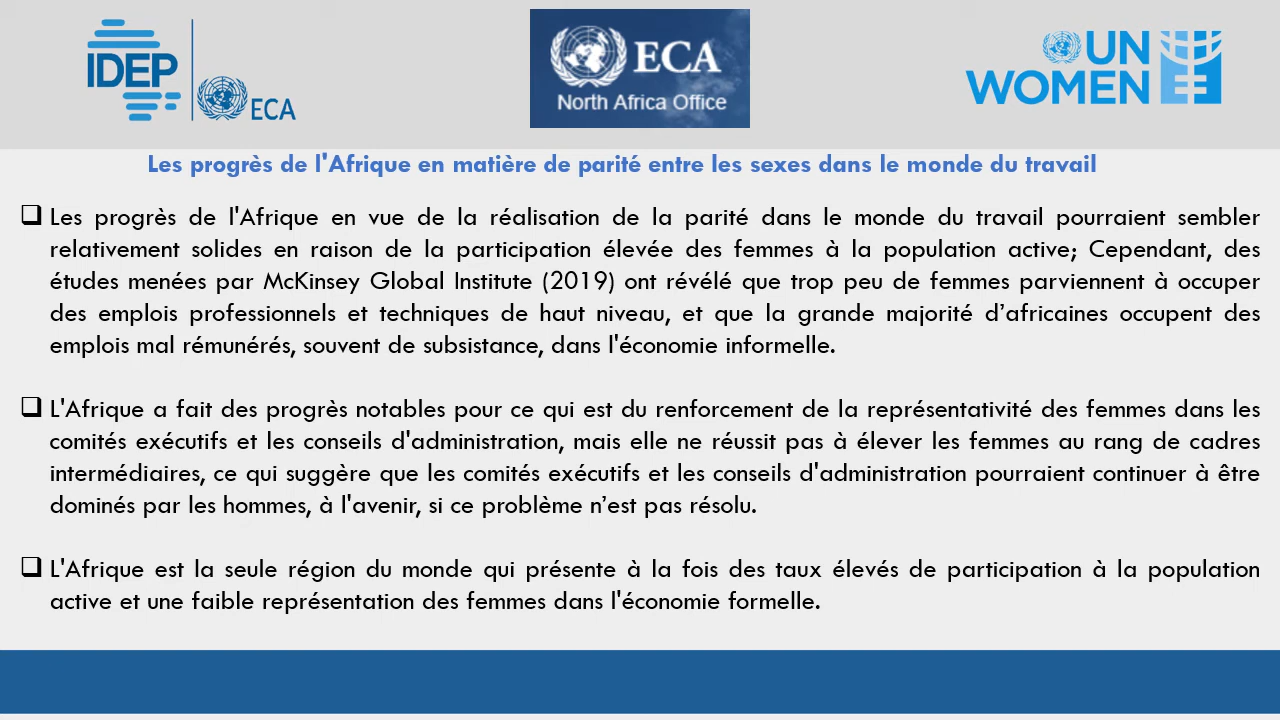 IDEP
ECA
ECA
North Africa Office
UN
WOMEN
Les progrès de l'Afrique en matière de parité entre les sexes dans le monde du travail
Les progrès de l'Afrique en vue de la réalisation de la parité dans le monde du travail pourraient sembler
relativement solides en raison de la participation élevée des femmes à la population active; Cependant, des
études menées par McKinsey Global Institute (2019) ont révélé que trop peu de femmes parviennent à occuper
des emplois professionnels et techniques de haut niveau, et que la grande majorité d’africaines occupent des
emplois mal rémunérés, souvent de subsistance, dans l'économie informelle.
L'Afrique a fait des progrès notables pour ce qui est du renforcement de la représentativité des femmes dans les
comités exécutifs et les conseils d'administration, mais elle ne réussit pas à élever les femmes au rang de cadres
intermédiaires, ce qui suggère que les comités exécutifs et les conseils d'administration pourraient continuer à être
dominés par les hommes, à l'avenir, si ce problème n’est pas résolu.
L'Afrique est la seule région du monde qui présente à la fois des taux élevés de participation à la population
active et une faible représentation des femmes dans l'économie formelle.